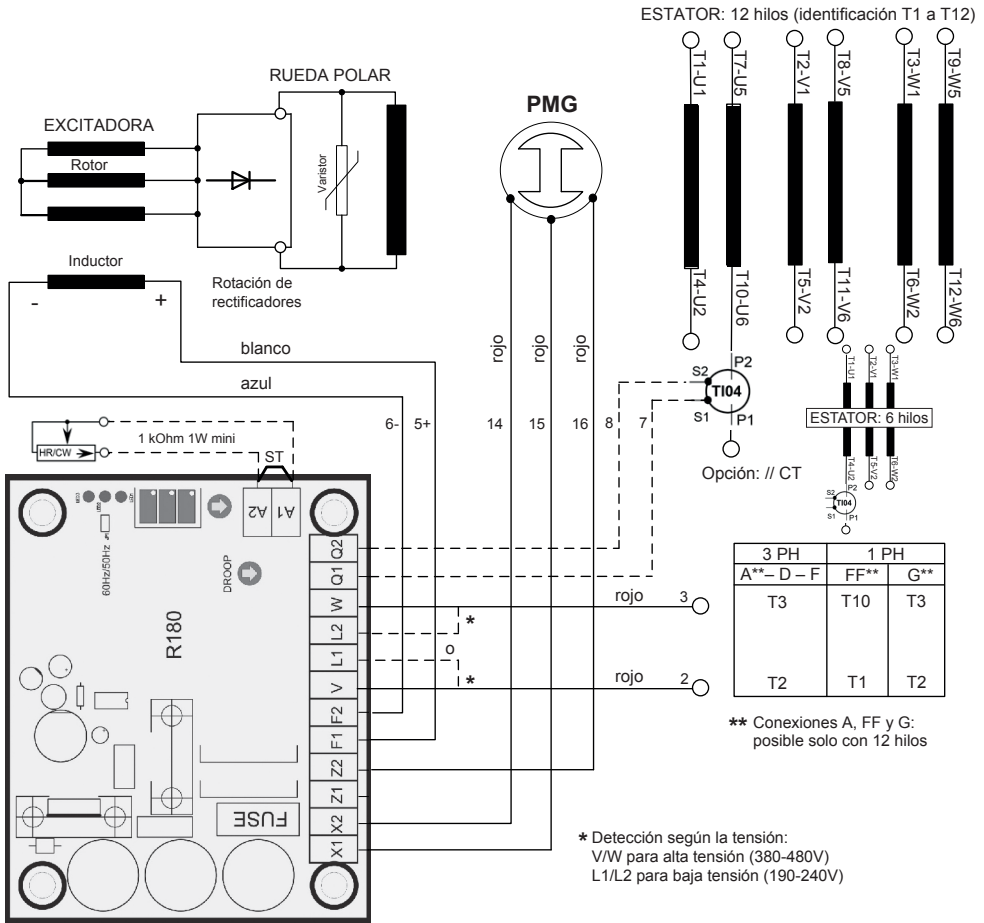 ESTATOR: 12 hilos (identificación T1 a T12)
T1-U1
T7-U5
T2-V1
T8-V5
T3-W1
T9-W5
T4-U2
T10-U6
T5-V2
T11-V6
T6-W2
T12-W6
RUEDA POLAR
PMG
EXCITADORA
Rotor
Varistor
Inductor
- +
Rotación de
rectificadores
blanco
azul
rojo
rojo
rojo
6-
5+
14
15
16
8
7
S2
P2
TI04
S1
P1
Opción: // CT
T1-U1
T2-V1
T3-W1
ESTATOR: 6 hilos
T4-U2
T5-V2
T6-W2
S2
P2
TI04
S1
P1
1 kOhm 1W mini
HR/CW
ST
A2
A1
60Hz/50Hz
DROOP
R180
FUSE
Q2
Q1
W
L2
L1
V
F2
F1
Z2
Z1
X2
X1
rojo 3
*
o
*
rojo 2
3 PH 1 PH
A**– D – F FF** G**
T3 T10 T3
T2 T1 T2
** Conexiones A, FF y G:
posible solo con 12 hilos
* Detección según la tensión:
V/W para alta tensión (380-480V)
L1/L2 para baja tensión (190-240V)